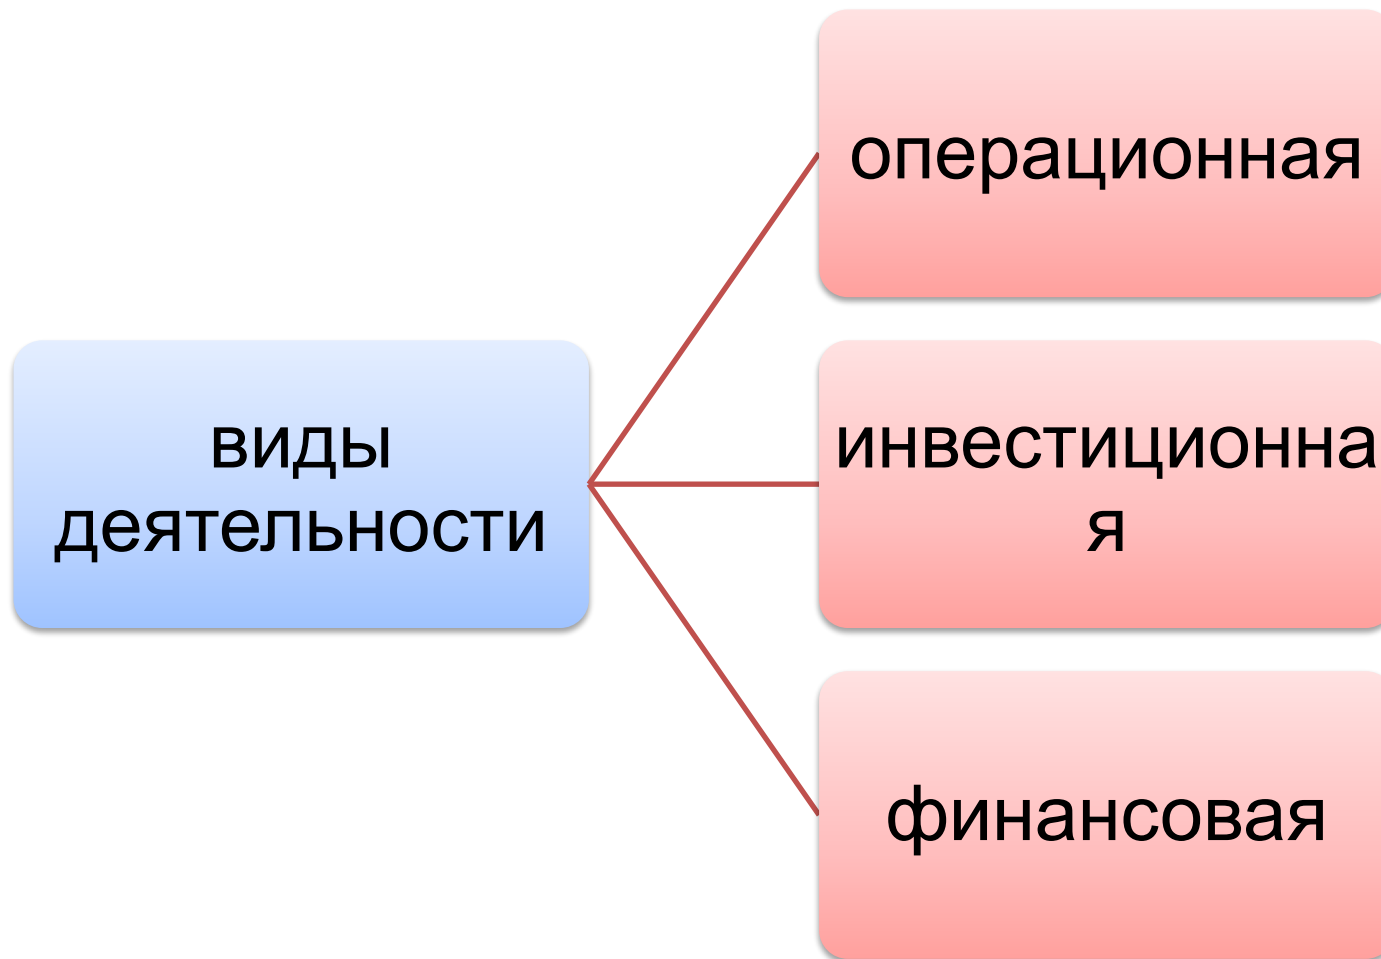 операционная
виды
деятельности
инвестиционна
я
финансовая